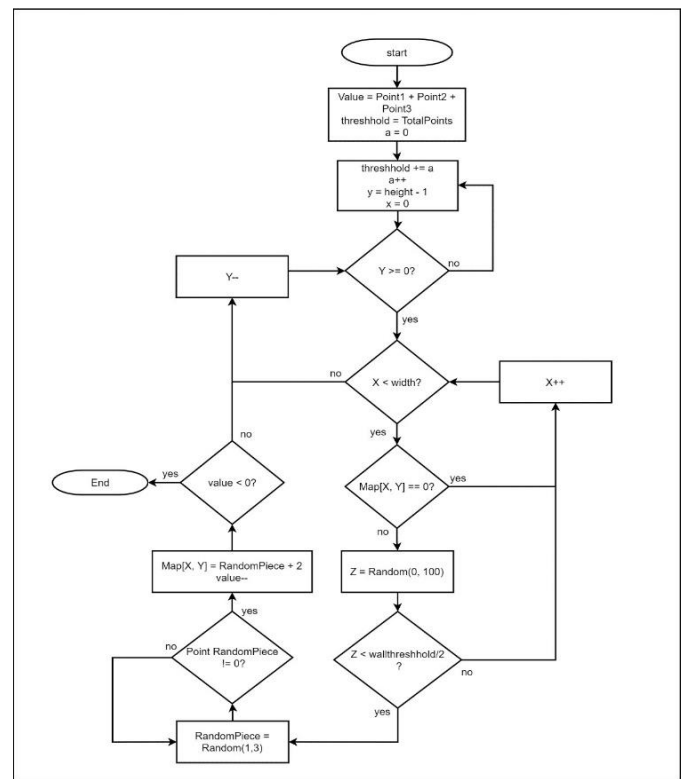 start
Value = Point1 + Point2 +
Point3
threshhold = TotalPoints
a = 0
threshhold += a
a++
y = height - 1
x = 0
Y--
Y >= 0?
no
yes
no
X < width?
X++
yes
no
End
yes
value < 0?
Map[X, Y] == 0?
yes
no
Map[X, Y] = RandomPiece + 2
value--
Z = Random(0, 100)
yes
no
Point RandomPiece
!= 0?
Z < wallthreshhold/2
?
no
yes
RandomPiece =
Random(1,3)